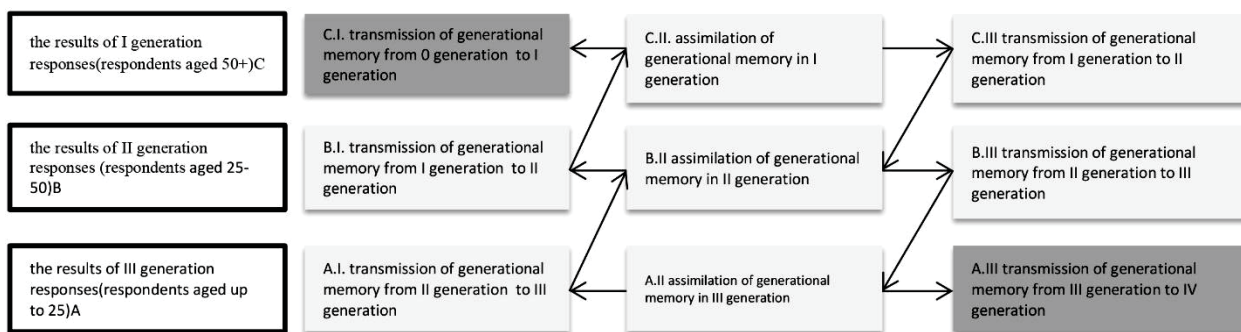 the results of I generation
responses(respondents aged 50+)C
C.I. transmission of generational
memory from 0 generation to I
generation
C.II. assimilation of
generational memory in I
generation
C.III transmission of generational
memory from I generation to II
generation
the results of II generation
responses (respondents aged 25-
50)B
B.I. transmission of generational
memory from I generation to II
generation
B.II assimilation of generational
memory in II generation
B.III transmission of generational
memory from II generation to III
generation
the results of III generation
responses(respondents aged up
to 25)A
A.I. transmission of generational
memory from II generation to III
generation
A.II assimilation of generational
memory in III generation
A.III transmission of generational
memory from III generation to IV
generation